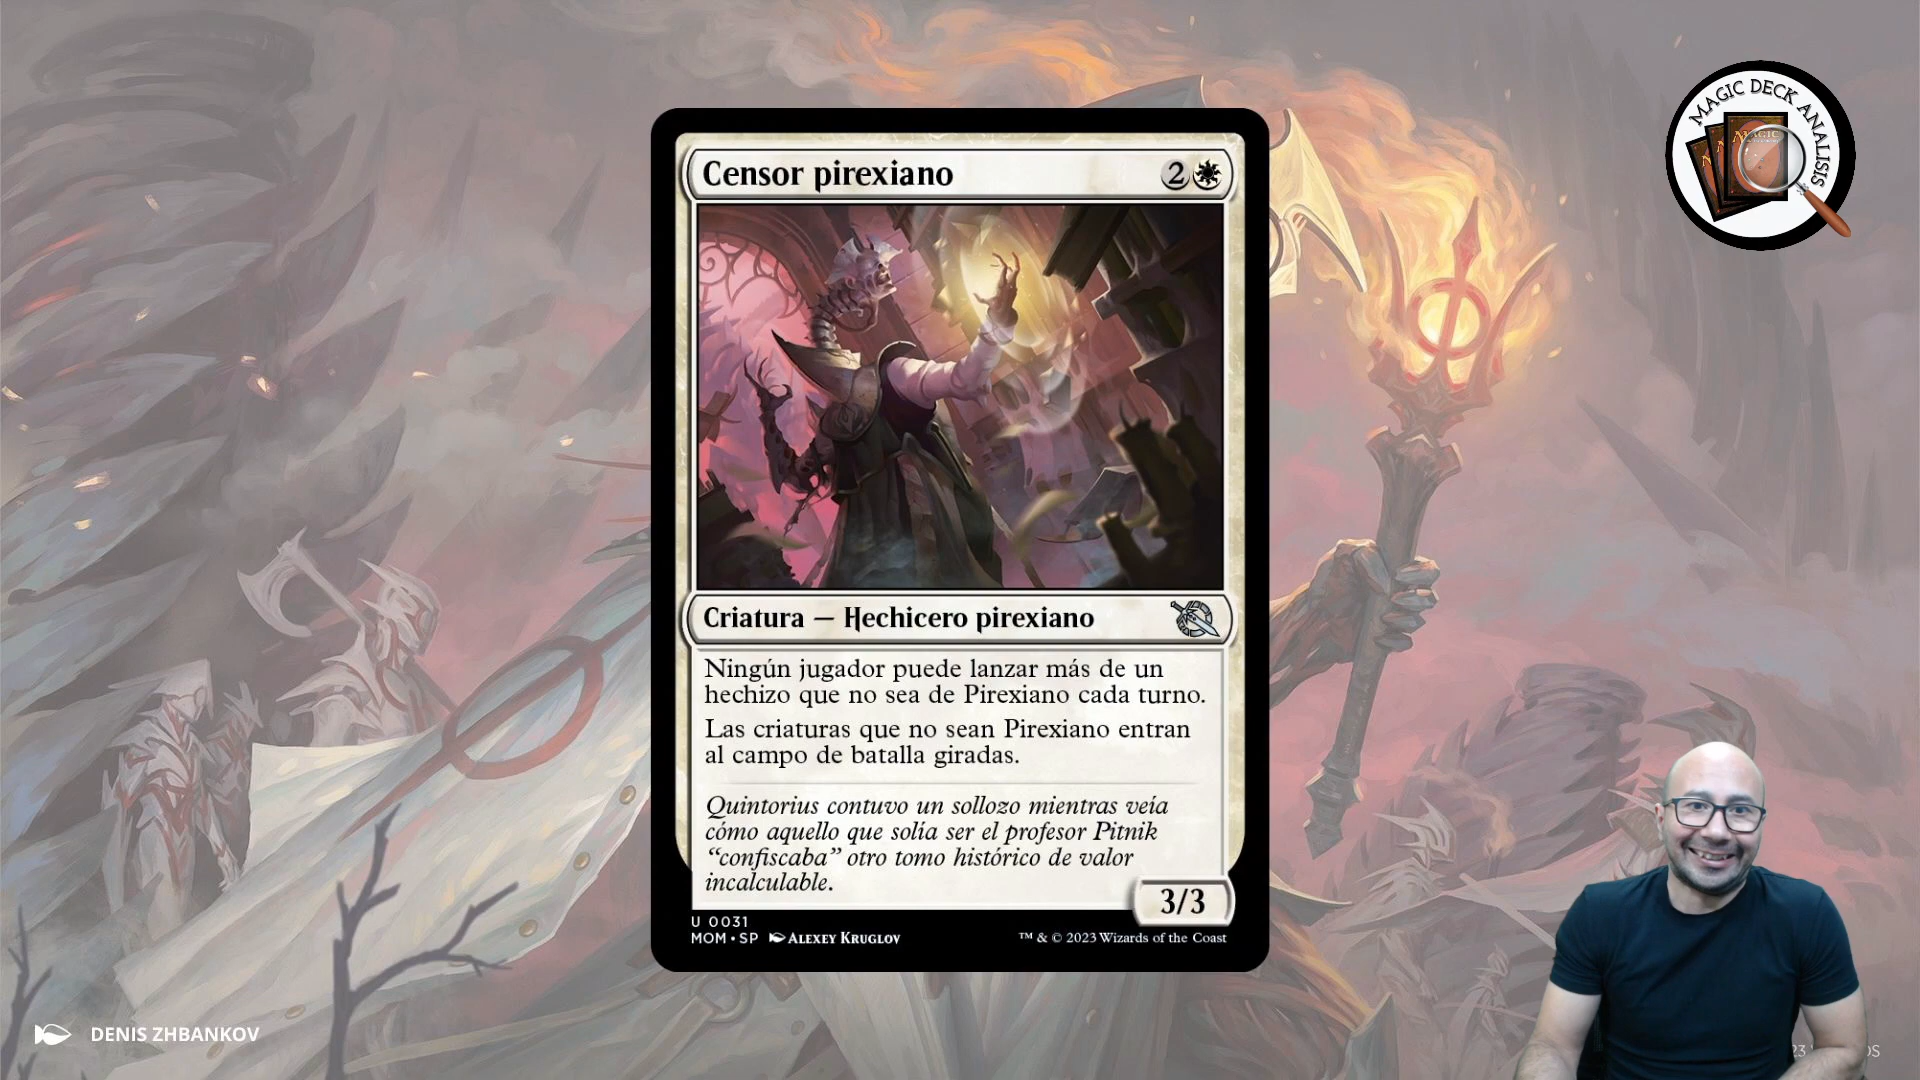 MAGIC DECK ANALISIS
MAGIC
Censor pirexiano
2
Criatura — Hechicero pirexiano
Ningún jugador puede lanzar más de un
hechizo que no sea de Pirexiano cada turno.
Las criaturas que no sean Pirexiano entran
al campo de batalla giradas.
Quintorius contuvo un sollozo mientras veía
cómo aquello que solía ser el profesor Pitnik
“confiscaba” otro tomo histórico de valor
incalculable.
3/3
U 0031
MOM • SP ALEXEY KRUGLOV
™ & © 2023 Wizards of the Coast
DENIS ZHBANKOV